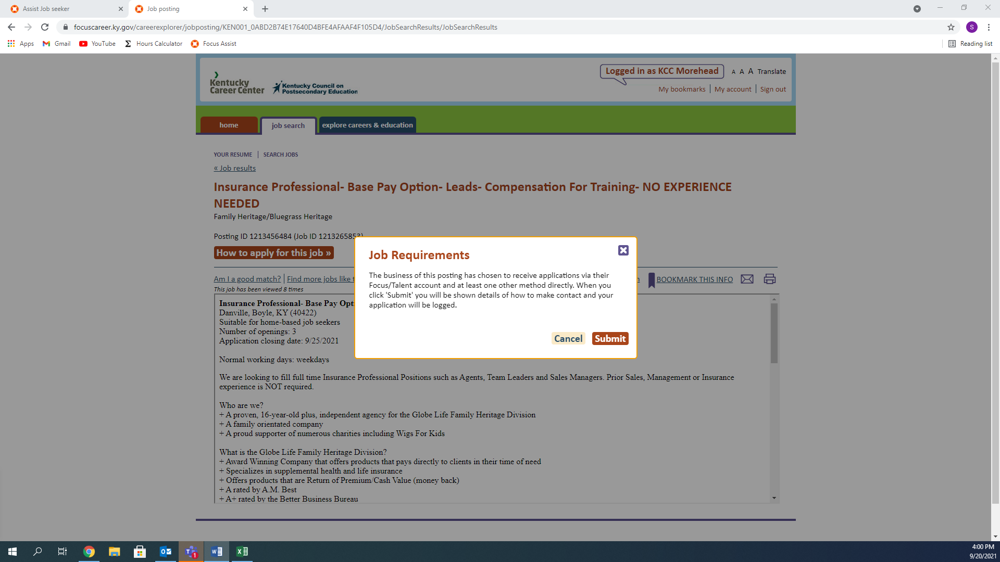 Assist Job seeker
Job posting
focuscareer.ky.gov/careerexplorer/jobposting/KEN001_0ABD2B74E17640D4BFE4AFAAF4F105D4/JobSearchResults/JobSearchResults
S
Apps
Gmail
YouTube
Hours Calculator
Focus Assist
Reading list
Kentucky
Career Center
Kentucky Council on
Postsecondary Education
Logged in as KCC Morehead
A A A Translate
My bookmarks
My account
Sign out
home
job search
explore careers & education
YOUR RESUME
SEARCH JOBS
« Job results
Insurance Professional- Base Pay Option- Leads- Compensation For Training- NO EXPERIENCE
NEEDED
Family Heritage/Bluegrass Heritage
Posting ID 1213456484 (Job ID 1213265853)
How to apply for this job »
Am I a good match?
Find more jobs like
BOOKMARK THIS INFO
This job has been viewed 8 times
Job Requirements
The business of this posting has chosen to receive applications via their
Focus/Talent account and at least one other method directly. When you
click 'Submit' you will be shown details of how to make contact and your
application will be logged.
Cancel
Submit
Insurance Professional- Base Pay Opt
Danville, Boyle, KY (40422)
Suitable for home-based job seekers
Number of openings: 3
Application closing date: 9/25/2021
Normal working days: weekdays
We are looking to fill full time Insurance Professional Positions such as Agents, Team Leaders and Sales Managers. Prior Sales, Management or Insurance
experience is NOT required.
Who are we?
+ A proven, 16-year-old plus, independent agency for the Globe Life Family Heritage Division
+ A family orientated company
+ A proud supporter of numerous charities including Wigs For Kids
What is the Globe Life Family Heritage Division?
+ Award Winning Company that offers products that pays directly to clients in their time of need
+ Specializes in supplemental health and life insurance
+ Offers products that are Return of Premium/Cash Value (money back)
+ A rated by A.M. Best
+ A+ rated by the Better Business Bureau
4:00 PM
9/20/2021